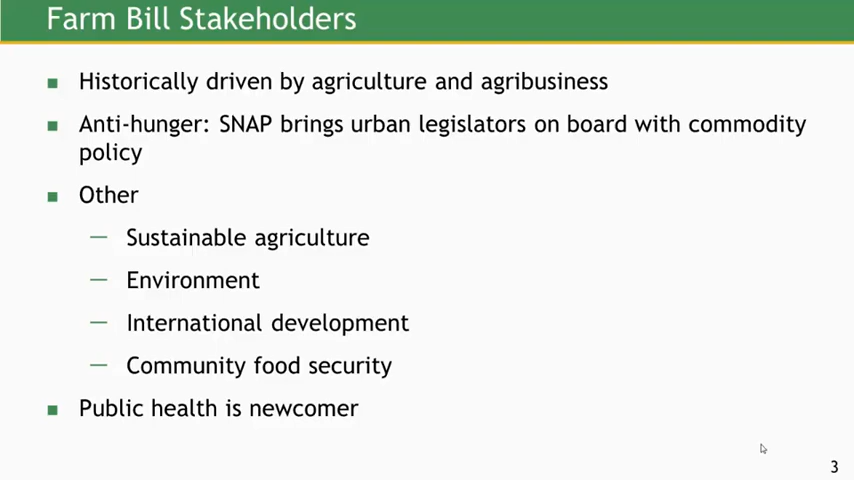 Farm Bill Stakeholders
Historically driven by agriculture and agribusiness
Anti-hunger: SNAP brings urban legislators on board with commodity
policy
Other
Sustainable agriculture
Environment
International development
Community food security
Public health is newcomer
3